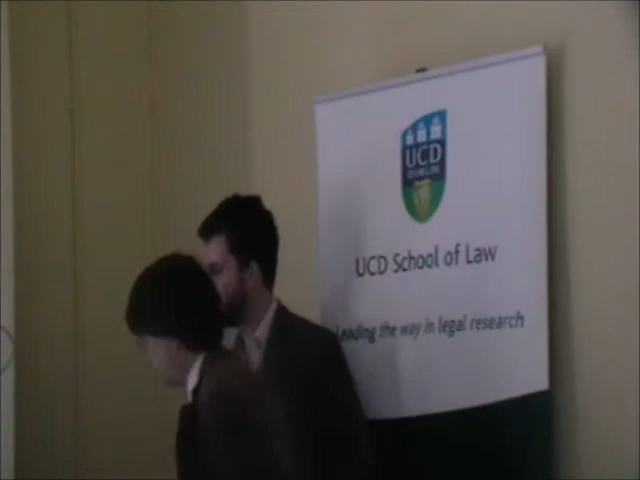 UCD
DUBLIN
UCD School of Law
Leading the way in legal research